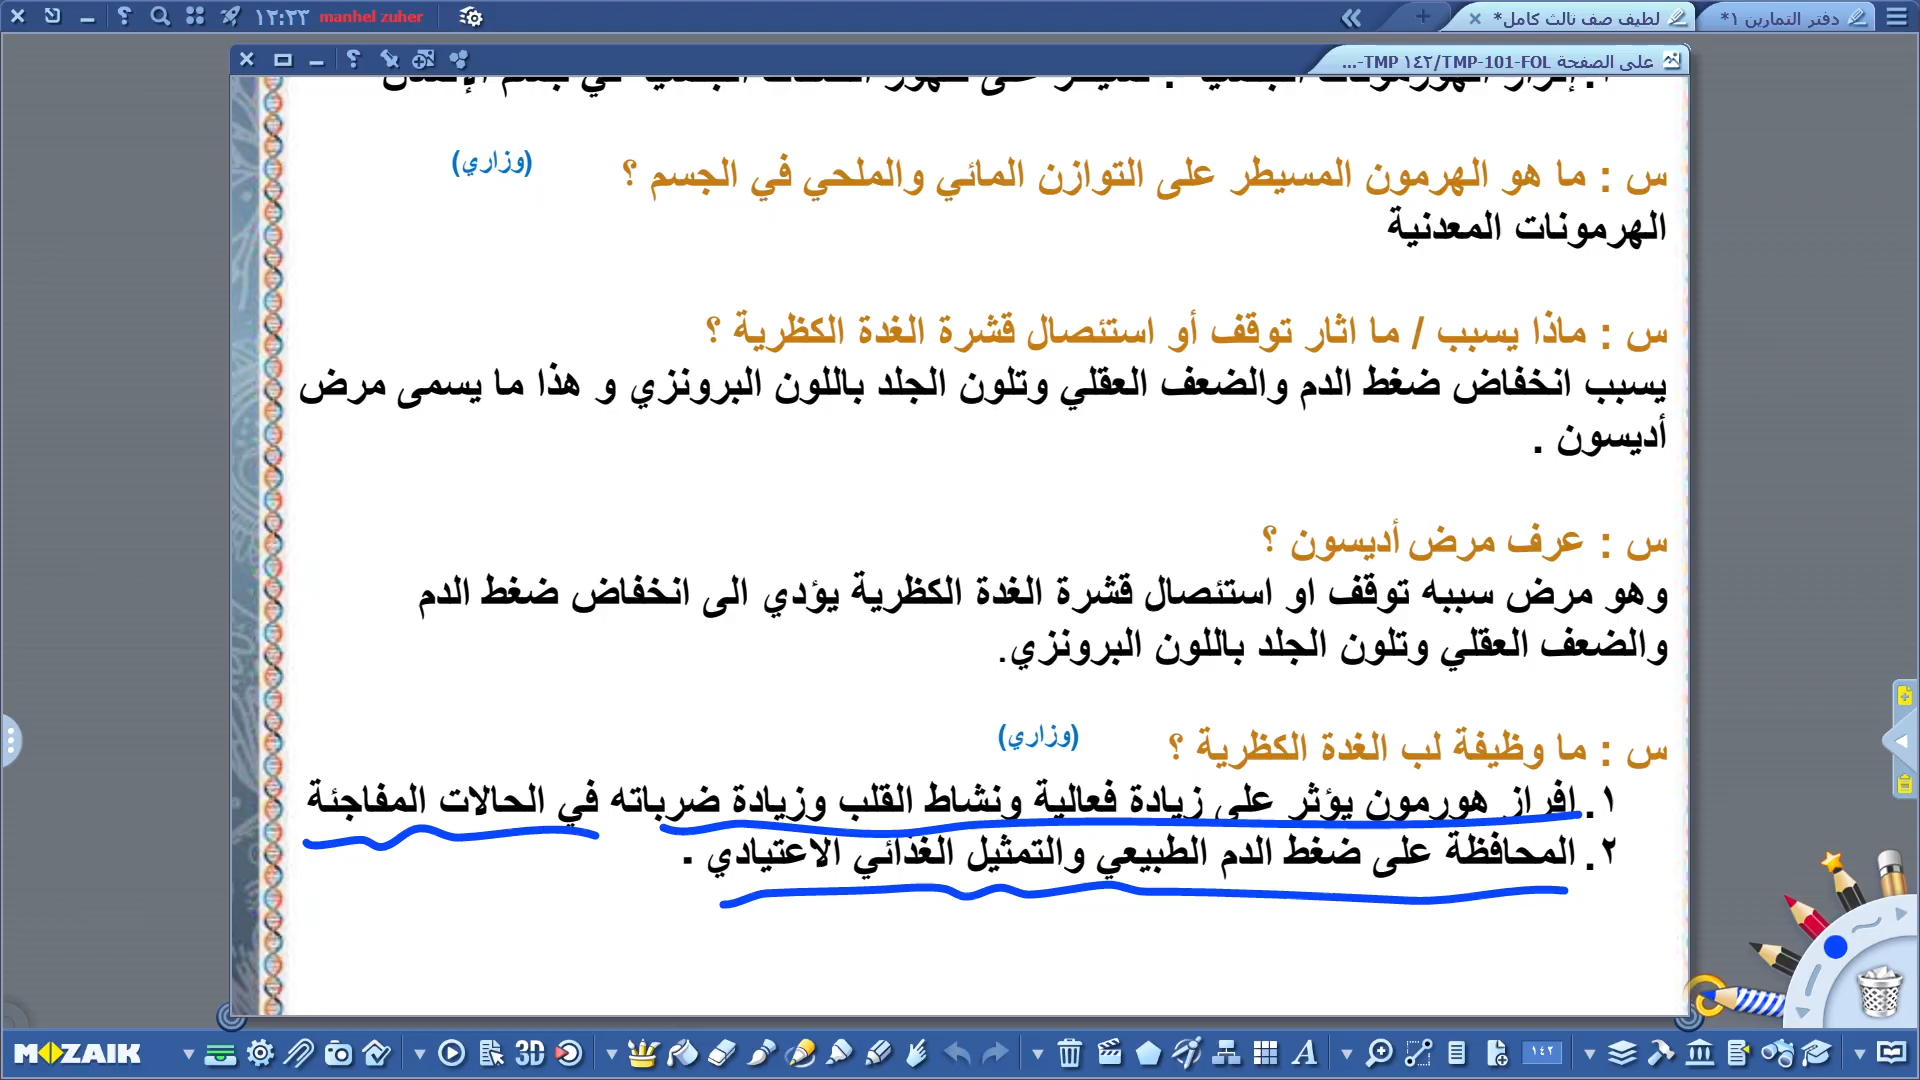 manhel zuher
١٢:٢٣
دفتر التمارين ١*
لطيف صف ثالث كامل*
على الصفحة TMP ١٤٢/TMP-101-FOL-...
س : ما هو الهرمون المسيطر على التوازن المائي والملحي في الجسم ؟ (وزاري)
الهرمونات المعدنية
س : ماذا يسبب / ما اثار توقف أو استئصال قشرة الغدة الكظرية ؟
يسبب انخفاض ضغط الدم والضعف العقلي وتلون الجلد باللون البرونزي و هذا ما يسمى مرض
أديسون .
س : عرف مرض أديسون ؟
وهو مرض سببه توقف او استئصال قشرة الغدة الكظرية يؤدي الى انخفاض ضغط الدم
والضعف العقلي وتلون الجلد باللون البرونزي.
س : ما وظيفة لب الغدة الكظرية ؟ (وزاري)
١. افراز هورمون يؤثر على زيادة فعالية ونشاط القلب وزيادة ضرباته في الحالات المفاجئة
٢. المحافظة على ضغط الدم الطبيعي والتمثيل الغذائي الاعتيادي .
MOZAIK
3D
A
١٤٢